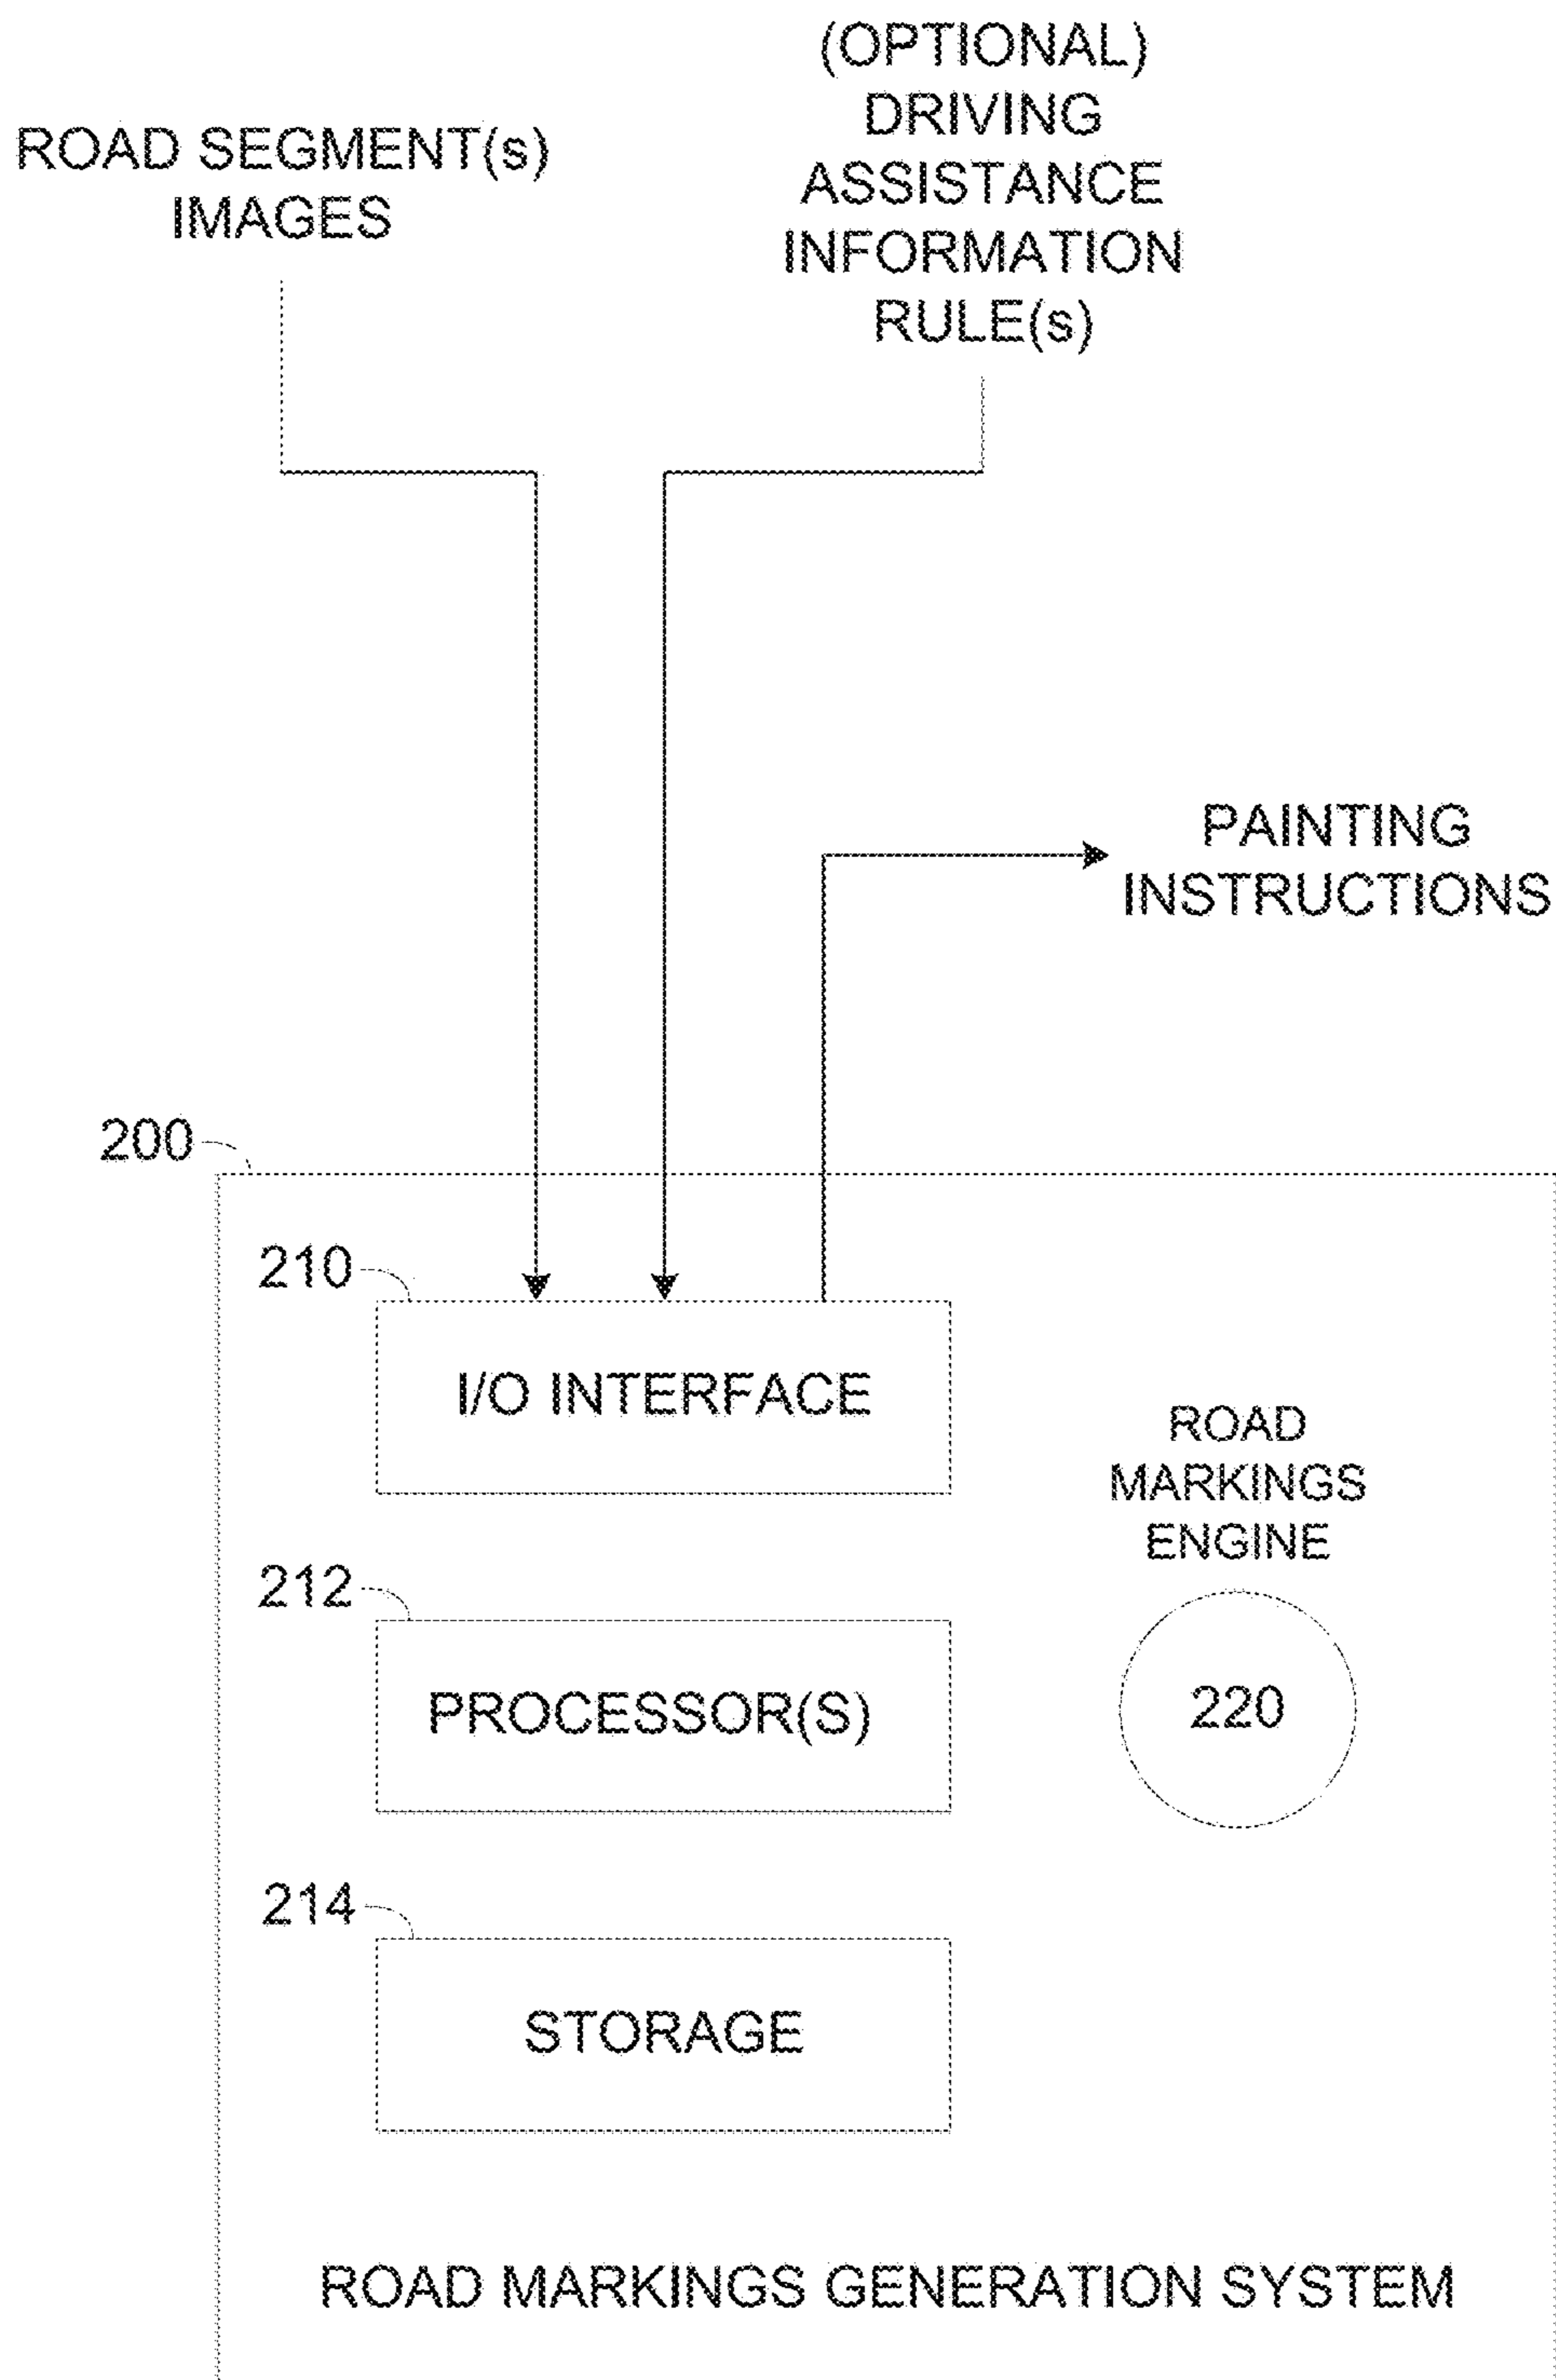 ROAD SEGMENT(s)
IMAGES
(OPTIONAL)
DRIVING
ASSISTANCE
INFORMATION
RULE(s)
PAINTING
INSTRUCTIONS
200
210
I/O INTERFACE
ROAD
MARKINGS
ENGINE
212
PROCESSOR(S)
220
214
STORAGE
ROAD MARKINGS GENERATION SYSTEM